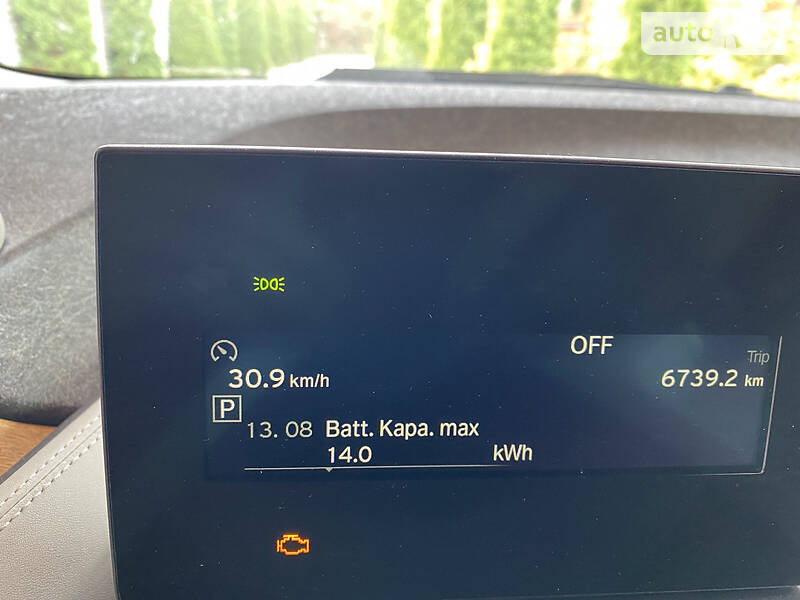 auto
OFF
Trip
30.9 km/h
6739.2 km
P
13. 08 Batt. Kapa. max
14.0 kWh